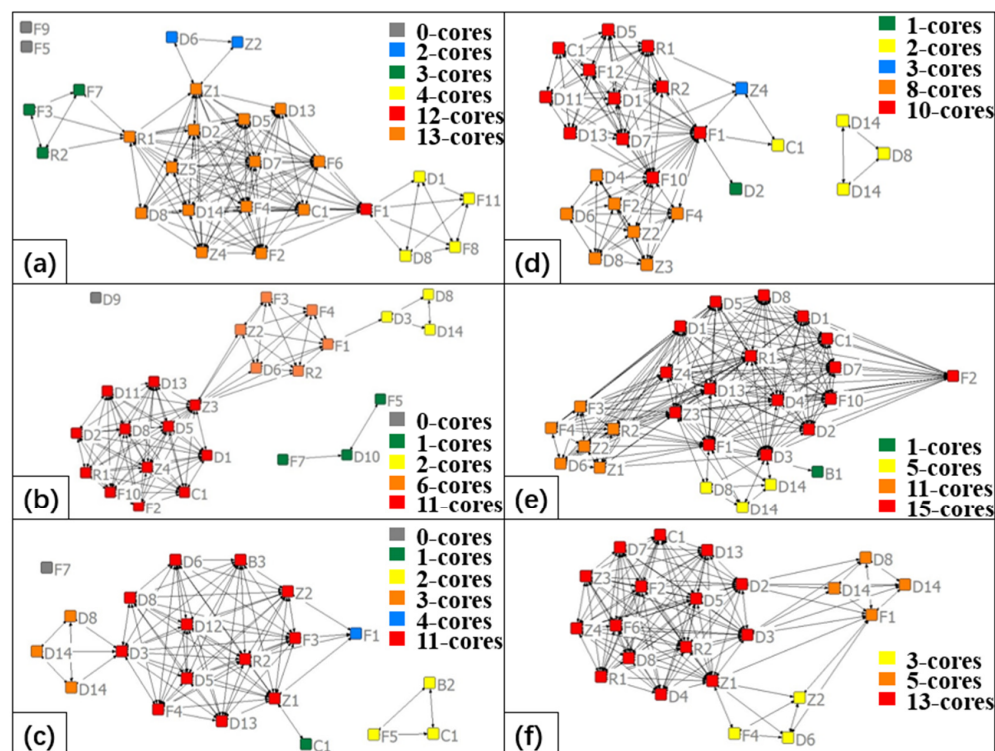 F9
F5
D6
Z2
F7
F3
R2
Z1
R1
D2
D5
D13
Z5
D7
F6
D8
D14
F4
C1
F1
Z4
F2
D1
F11
D8
F8
0-cores
2-cores
3-cores
4-cores
12-cores
13-cores
(a)
D5
C1
R1
F12
D11
D1
R2
D13
D7
F1
Z4
C1
D2
F10
D4
F2
D6
F4
Z2
D8
Z3
D14
D8
D14
1-cores
2-cores
3-cores
8-cores
10-cores
(d)
D9
F3
F4
Z2
F1
D6
R2
D3
D8
D14
D13
D11
Z3
D2
D8
D5
D1
R1
Z4
F10
C1
F2
F5
F7
D10
0-cores
1-cores
2-cores
6-cores
11-cores
(b)
D8
D5
D1
D1
C1
R1
D7
Z4
D13
D4
F10
F2
F3
Z3
D2
F4
R2
Z2
D6
Z1
F1
D3
B1
D8
D14
D14
1-cores
5-cores
11-cores
15-cores
(e)
F7
D6
B3
D8
Z2
D12
F3
F1
D8
D14
D3
D14
R2
D5
Z1
F4
D13
C1
B2
F5
C1
0-cores
1-cores
2-cores
3-cores
4-cores
11-cores
(c)
C1
D7
D13
Z3
D2
D5
Z4
F6
D3
R2
D8
R1
D4
Z1
D8
D14
D14
F1
Z2
F4
D6
3-cores
5-cores
13-cores
(f)